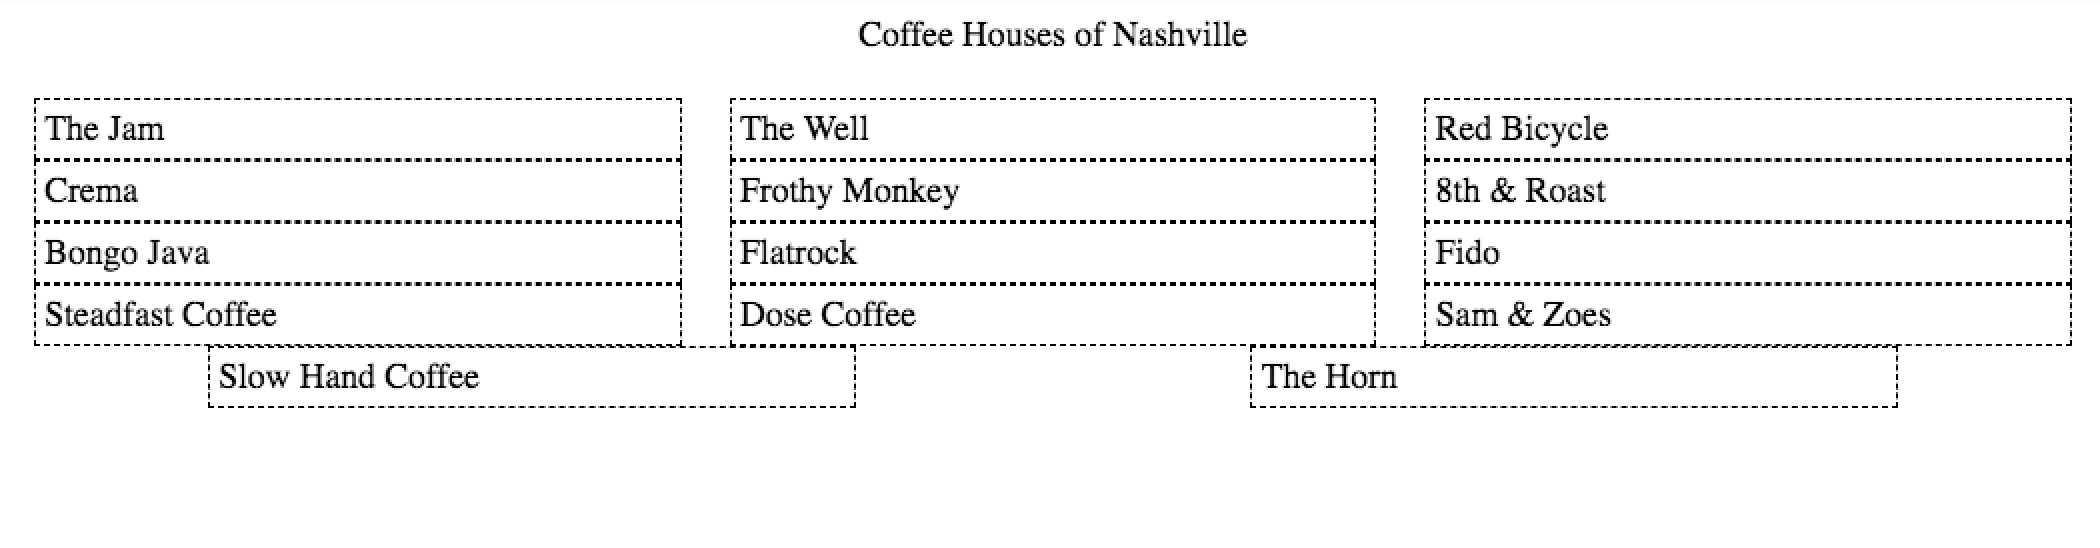 Coffee Houses of Nashville
The Jam
The Well
Red Bicycle
Crema
Frothy Monkey
8th & Roast
Bongo Java
Flatrock
Fido
Steadfast Coffee
Dose Coffee
Sam & Zoes
Slow Hand Coffee
The Horn